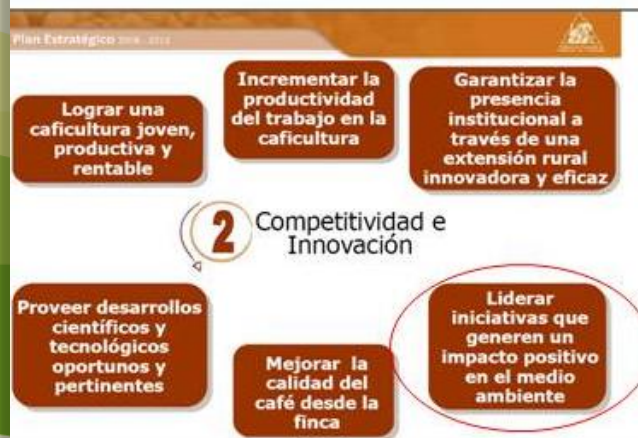 Plan Estratégico
Incrementar la
productividad
del trabajo en la
caficultura
Garantizar la
presencia
institucional a
través de una
extensión rural
innovadora y eficaz
Lograr una
caficultura joven,
productiva y
rentable
2 Competitividad e
Innovación
Proveer desarrollos
científicos y
tecnológicos
oportunos y
pertinentes
Mejorar la
calidad del
café desde la
finca
Liderar
iniciativas que
generen un
impacto positivo
en el medio
ambiente